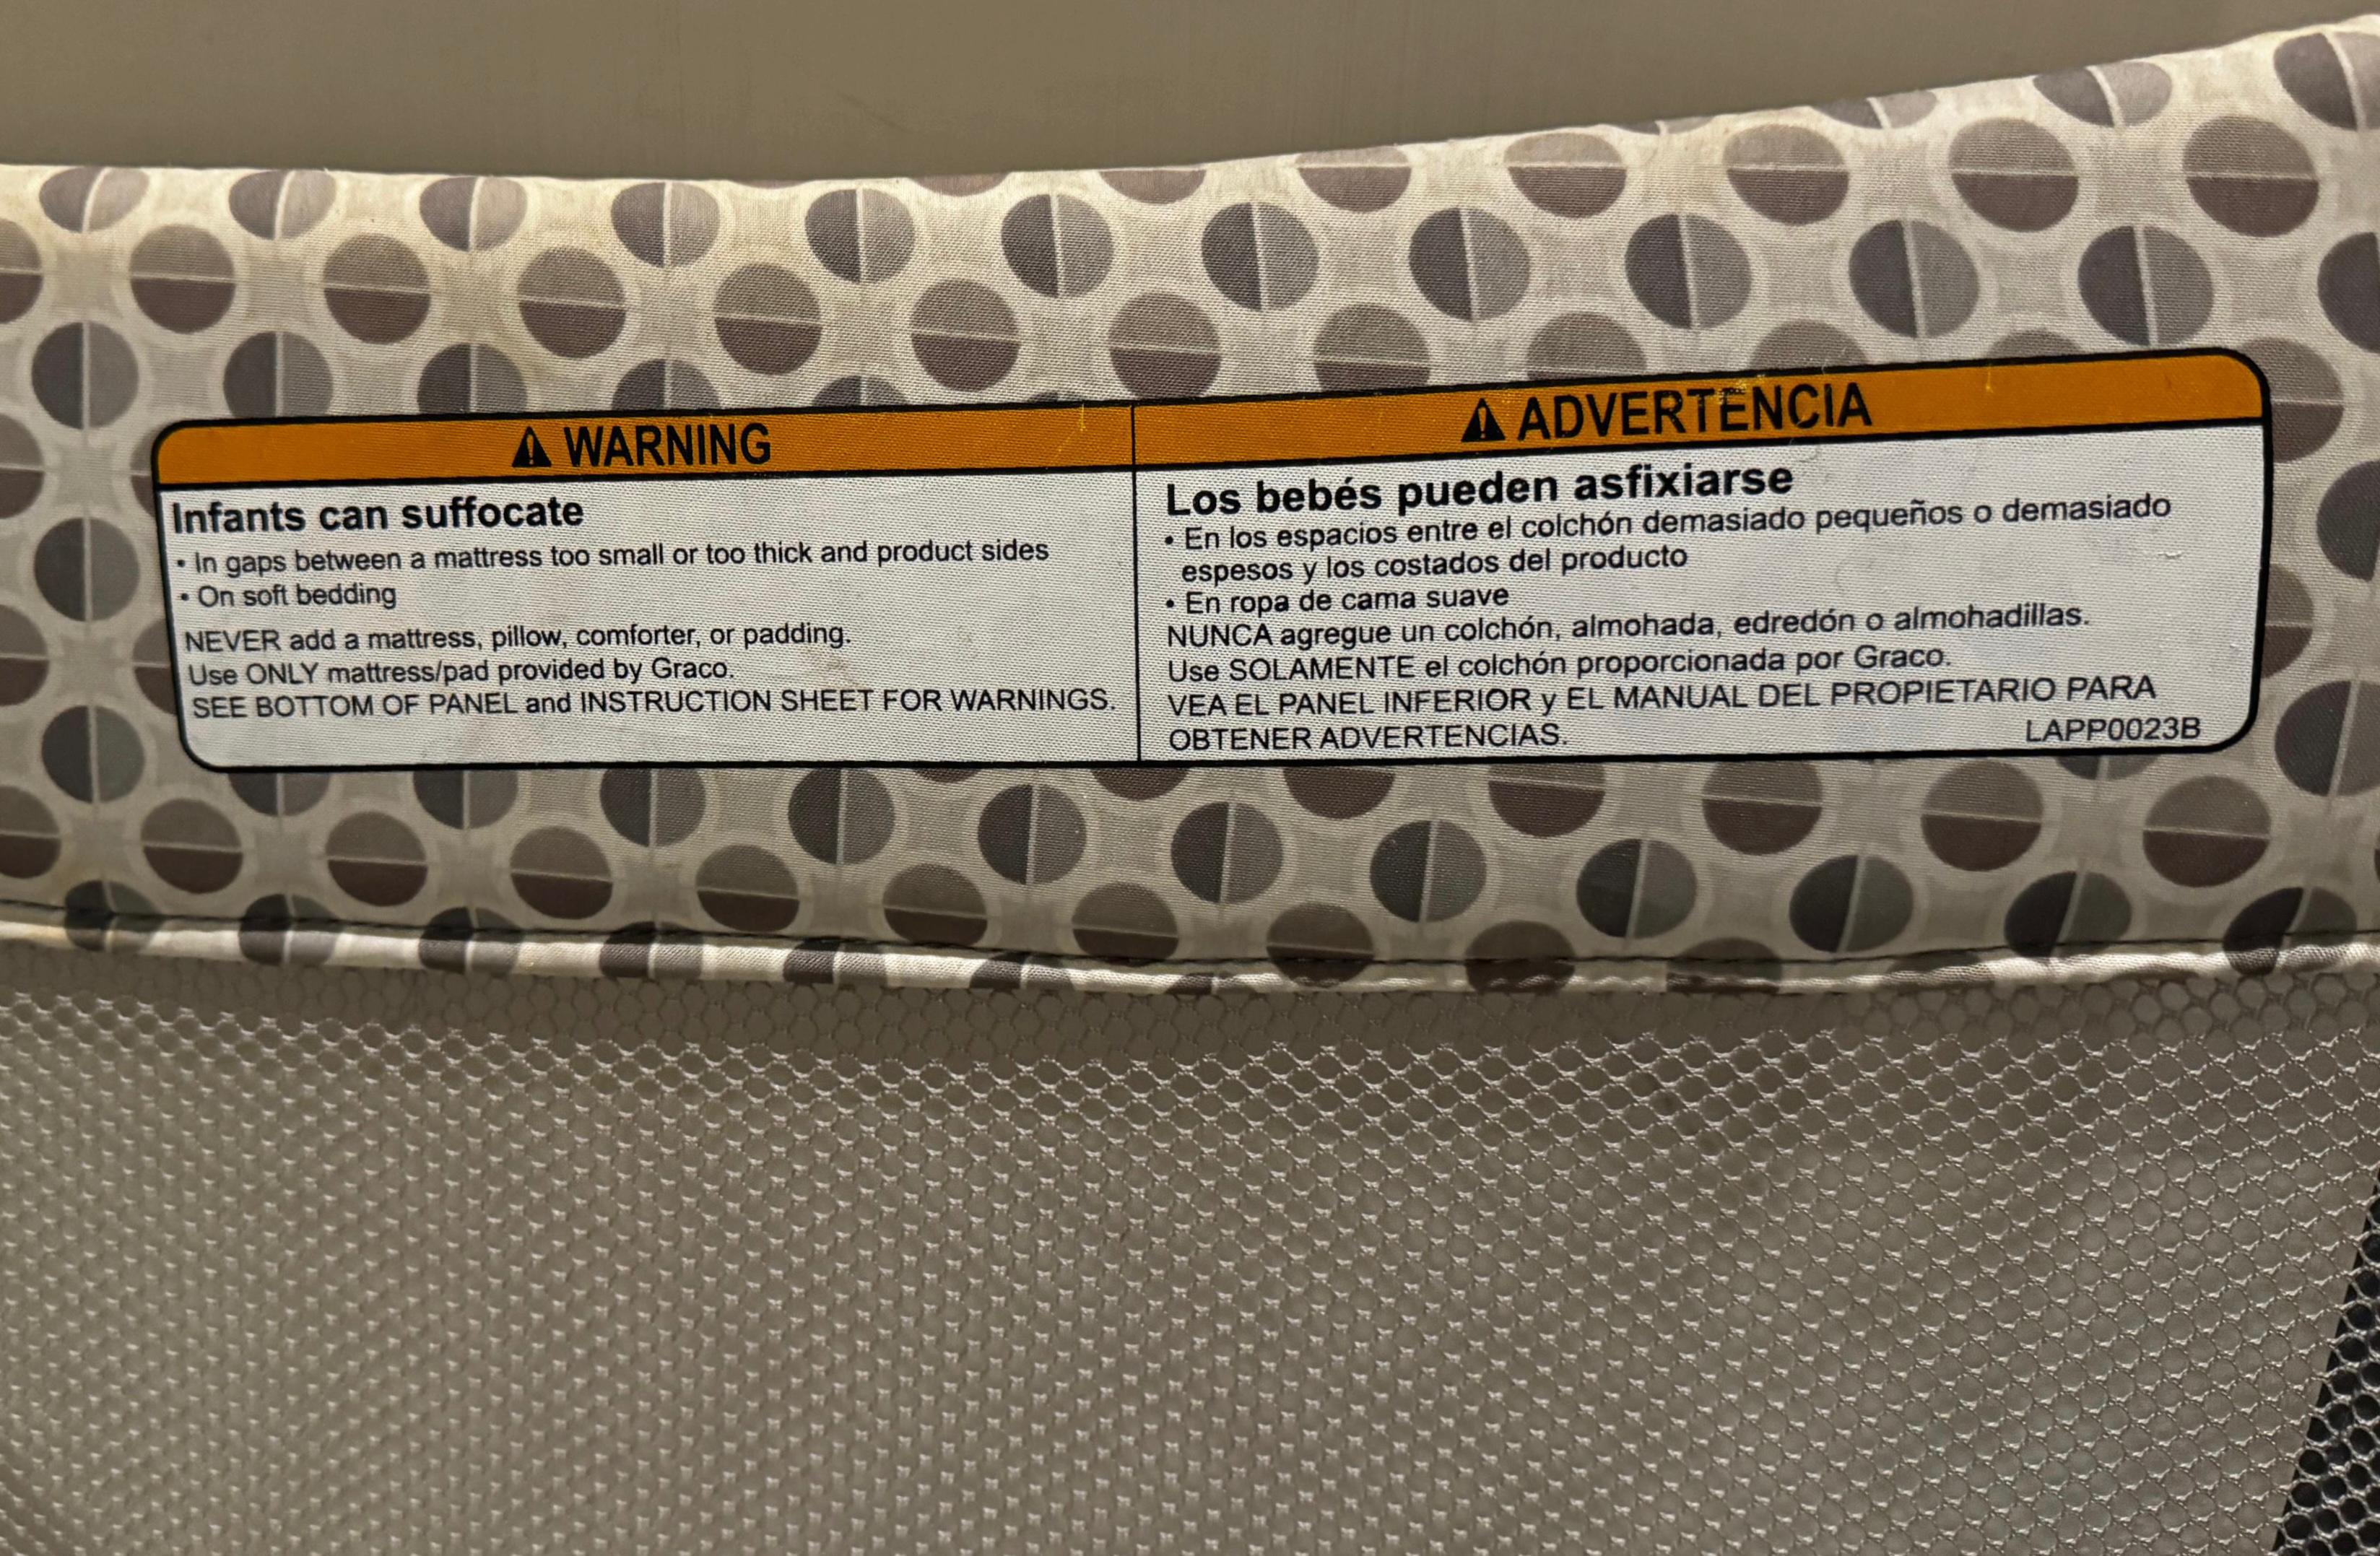 WARNING
Infants can suffocate
• In gaps between a mattress too small or too thick and product sides
• On soft bedding
NEVER add a mattress, pillow, comforter, or padding.
Use ONLY mattress/pad provided by Graco.
SEE BOTTOM OF PANEL and INSTRUCTION SHEET FOR WARNINGS.
ADVERTENCIA
Los bebés pueden asfixiarse
• En los espacios entre el colchón demasiado pequeños o demasiado
espesos y los costados del producto
• En ropa de cama suave
NUNCA agregue un colchón, almohada, edredón o almohadillas.
Use SOLAMENTE el colchón proporcionada por Graco.
VEA EL PANEL INFERIOR y EL MANUAL DEL PROPIETARIO PARA
OBTENER ADVERTENCIAS.
LAPP0023B